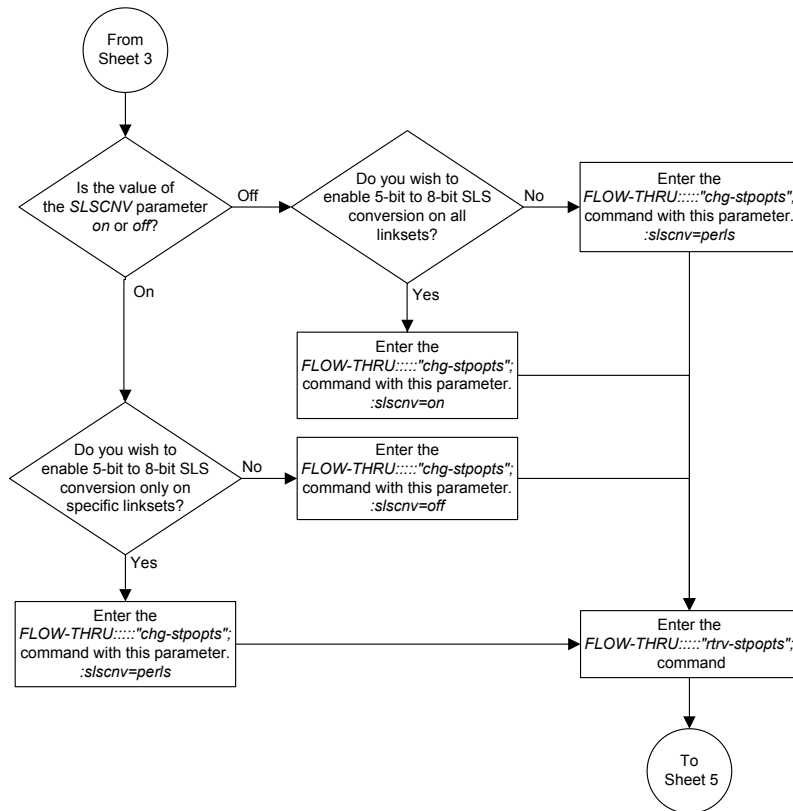 From
Sheet 3
Is the value of
the SLSCNV parameter
on or off?
Off
Do you wish to
enable 5-bit to 8-bit SLS
conversion on all
linksets?
No
Enter the
FLOW-THRU:::::"chg-stpopts";
command with this parameter.
:slscnv=perls
On
Yes
Enter the
FLOW-THRU:::::"chg-stpopts";
command with this parameter.
:slscnv=on
Do you wish to
enable 5-bit to 8-bit SLS
conversion only on
specific linksets?
No
Enter the
FLOW-THRU:::::"chg-stpopts";
command with this parameter.
:slscnv=off
Yes
Enter the
FLOW-THRU:::::"chg-stpopts";
command with this parameter.
:slscnv=perls
Enter the
FLOW-THRU:::::"rtrv-stpopts";
command
To
Sheet 5